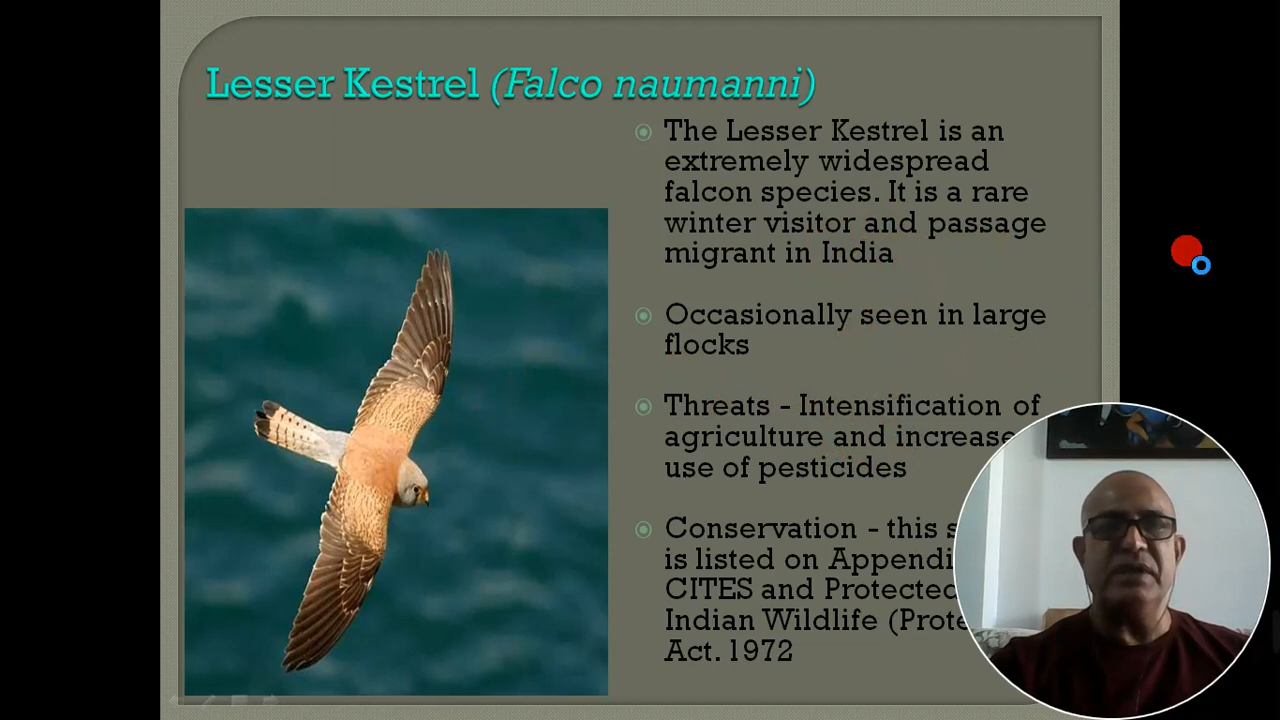 Lesser Kestrel (Falco naumanni)
The Lesser Kestrel is an
extremely widespread
falcon species. It is a rare
winter visitor and passage
migrant in India
Occasionally seen in large
flocks
Threats - Intensification of
agriculture and increase
use of pesticides
Conservation - this
is listed on
CITES and Protected
Indian Wildlife
Act. 1972